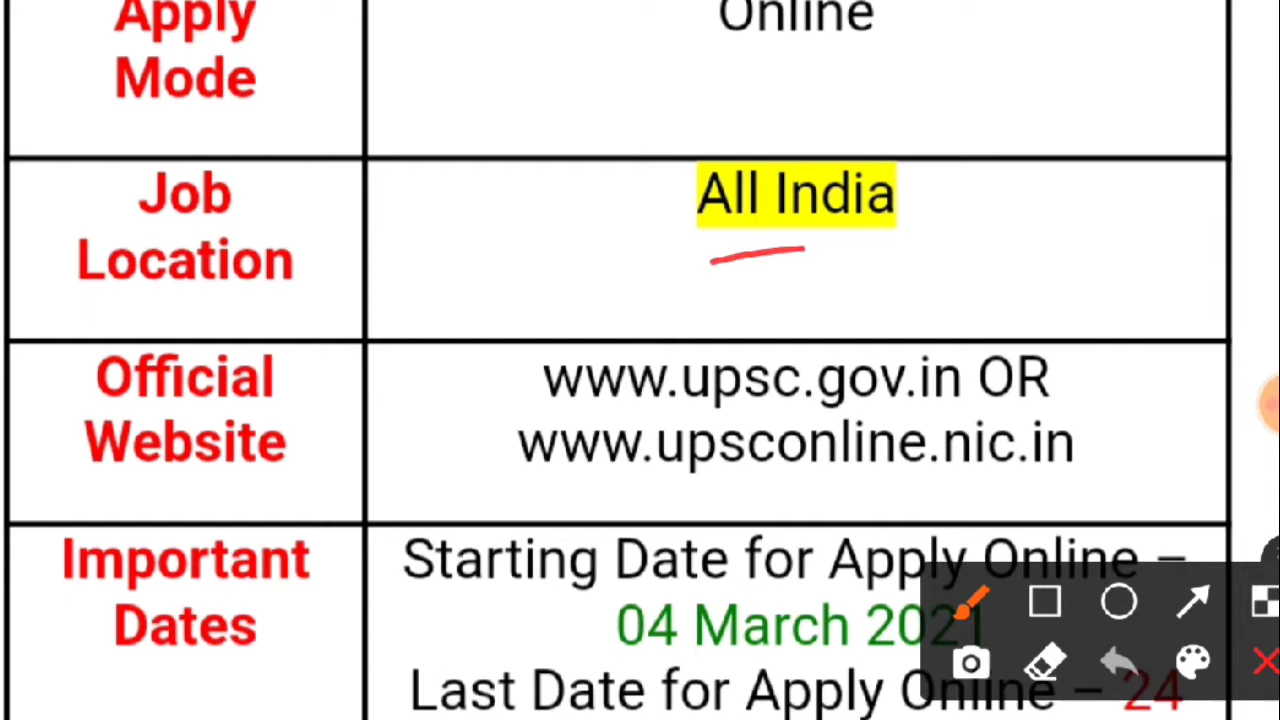 Apply
Mode
Online
Job
Location
All India
Official
Website
www.upsc.gov.in OR
www.upsconline.nic.in
Important
Dates
Starting Date for Apply Online –
04 March 2021
Last Date for Apply Online – 24